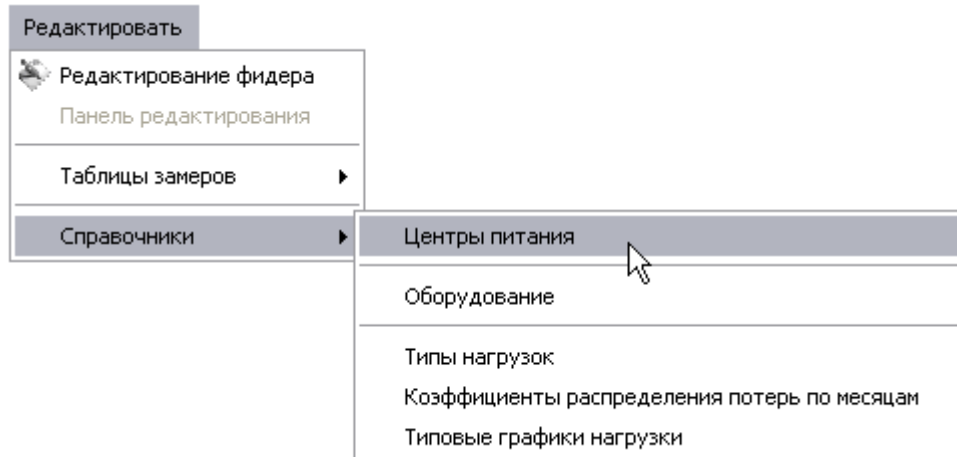 Редактировать
Редактирование фидера
Панель редактирования
Таблицы замеров
Справочники
Центры питания
Оборудование
Типы нагрузок
Коэффициенты распределения потерь по месяцам
Типовые графики нагрузки